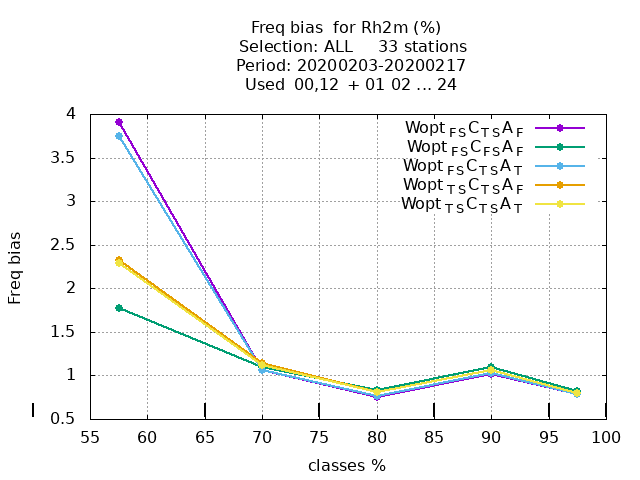 Freq bias for Rh2m (%)
Selection: ALL 33 stations
Period: 20200203-20200217
Used 00,12 + 01 02 ... 24
Wopt FS C TS A F
Wopt FS C FS A F
Wopt FS C TS A T
Wopt TS C TS A F
Wopt TS C TS A T
Freq bias
4
3.5
3
2.5
2
1.5
1
0.5
55 60 65 70 75 80 85 90 95 100
classes %